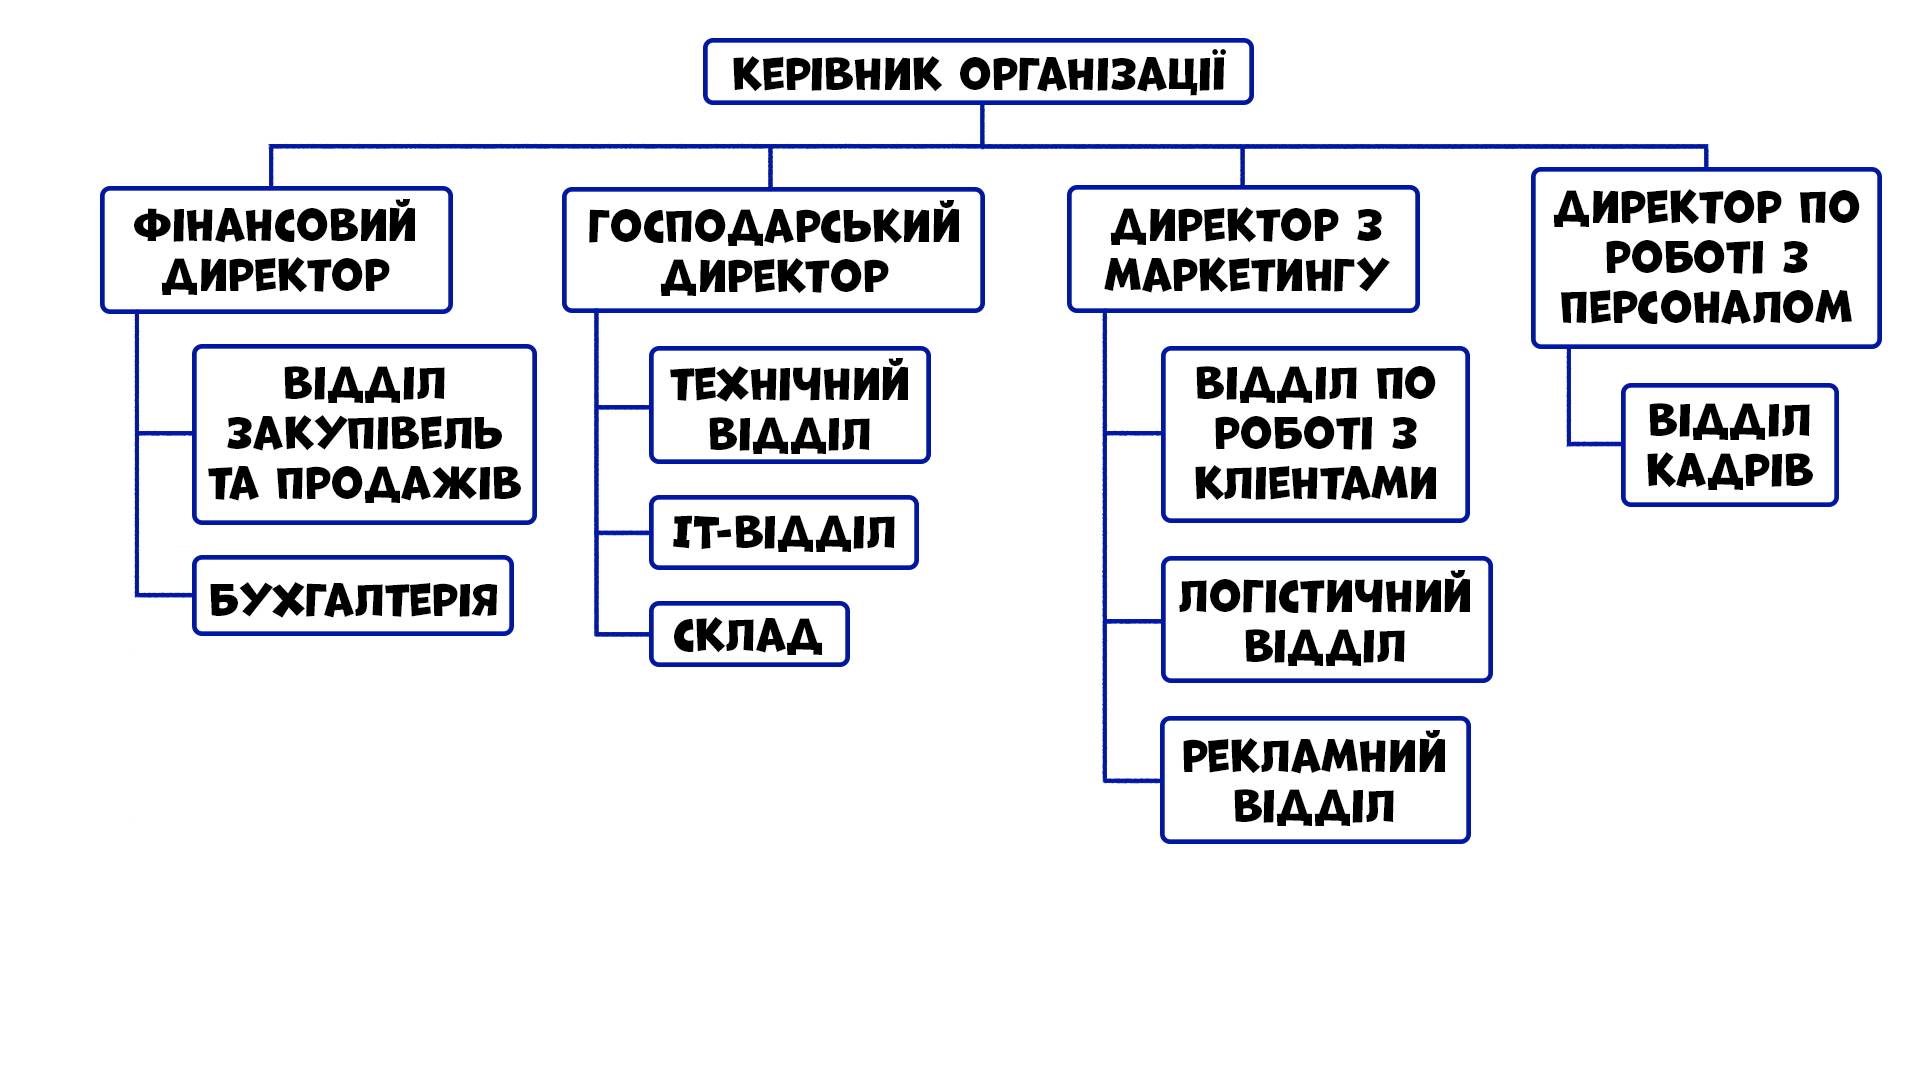 КЕРІВНИК ОРГАНІЗАЦІЇ
ФІНАНСОВИЙ
ДИРЕКТОР
ВІДДІЛ
ЗАКУПІВЕЛЬ
ТА ПРОДАЖІВ
БУХГАЛТЕРІЯ
ГОСПОДАРСЬКИЙ
ДИРЕКТОР
ТЕХНІЧНИЙ
ВІДДІЛ
ІТ-ВІДДІЛ
СКЛАД
ДИРЕКТОР З
МАРКЕТИНГУ
ВІДДІЛ ПО
РОБОТІ З
КЛІЕНТАМИ
ЛОГІСТИЧНИЙ
ВІДДІЛ
РЕКЛАМНИЙ
ВІДДІЛ
ДИРЕКТОР ПО
РОБОТІ З
ПЕРСОНАЛОМ
ВІДДІЛ
КАДРІВ